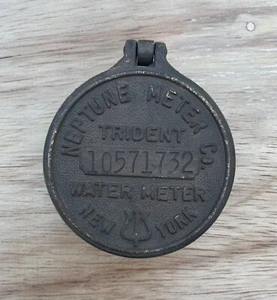 NEPTUNE METER CO.
TRIDENT
10571732
WATER METER
NEW YORK